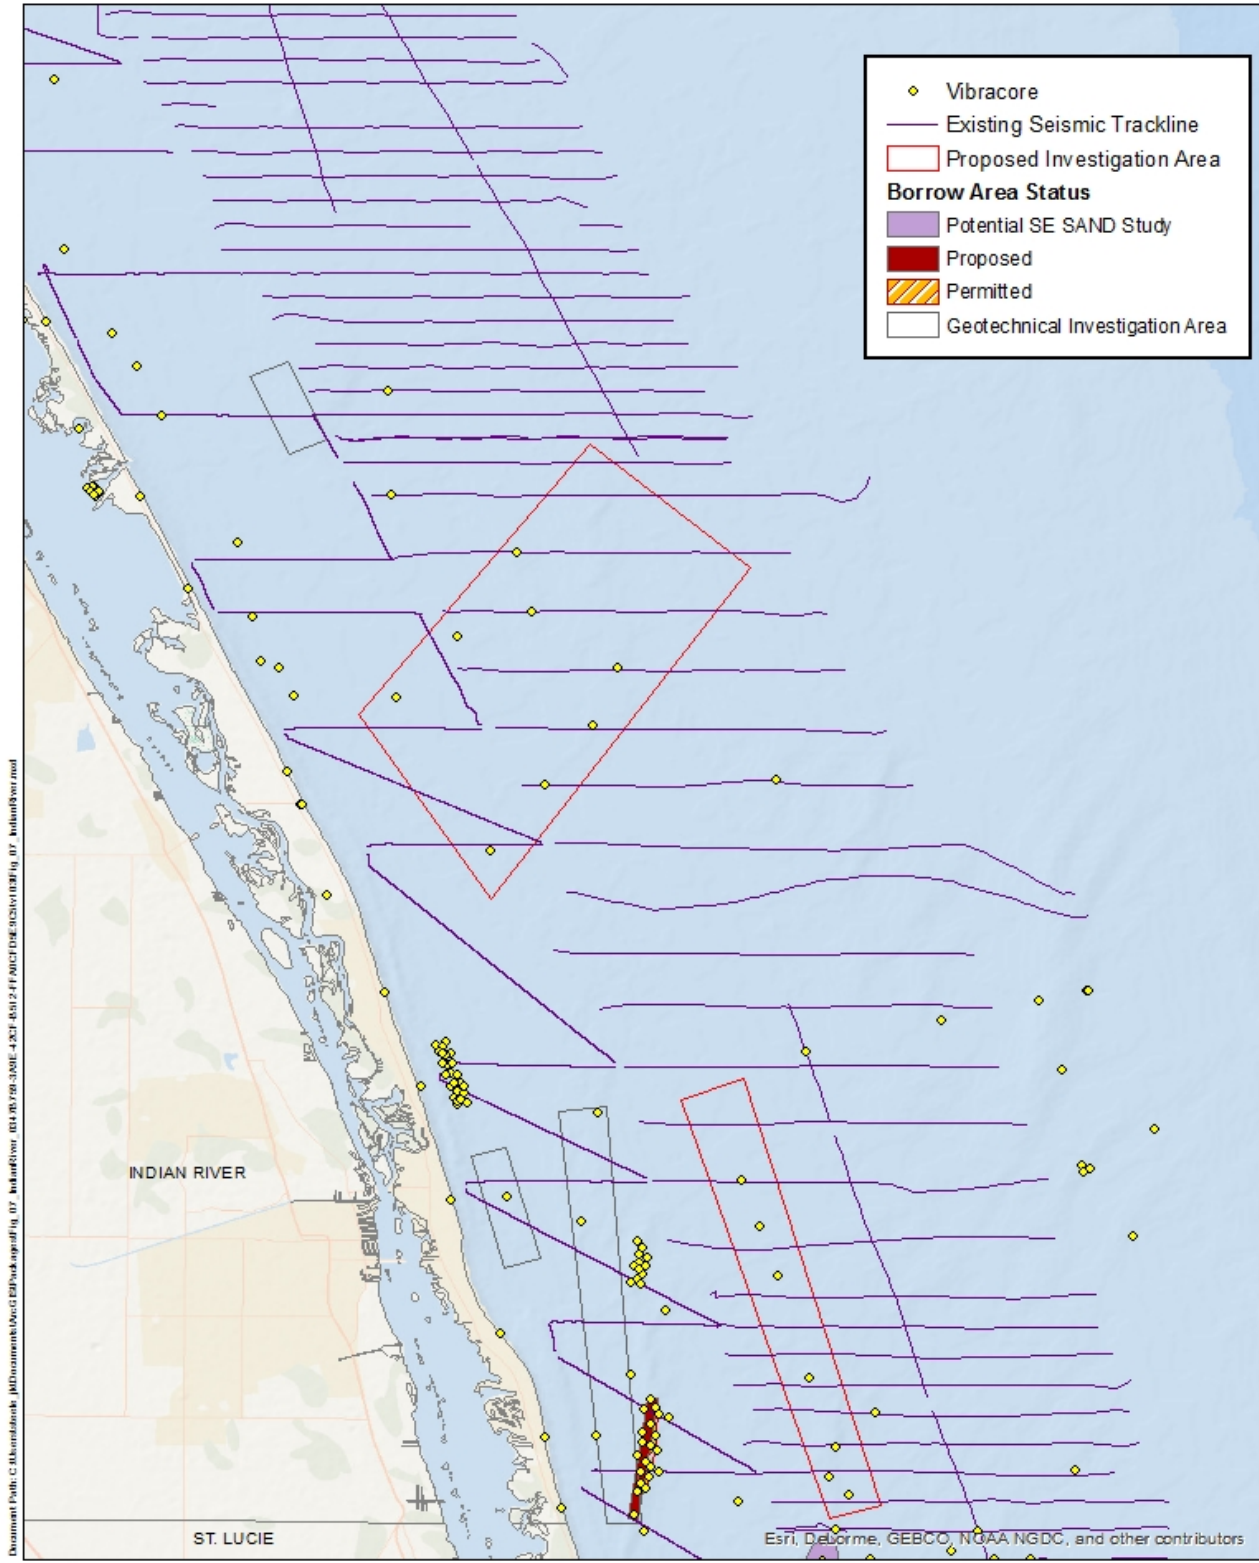 Vibracore
Existing Seismic Trackline
Proposed Investigation Area
Borrow Area Status
Potential SE SAND Study
Proposed
Permitted
Geotechnical Investigation Area
INDIAN RIVER
ST. LUCIE
Esri, DeLorme, GEBCO, NOAA NGDC, and other contributors